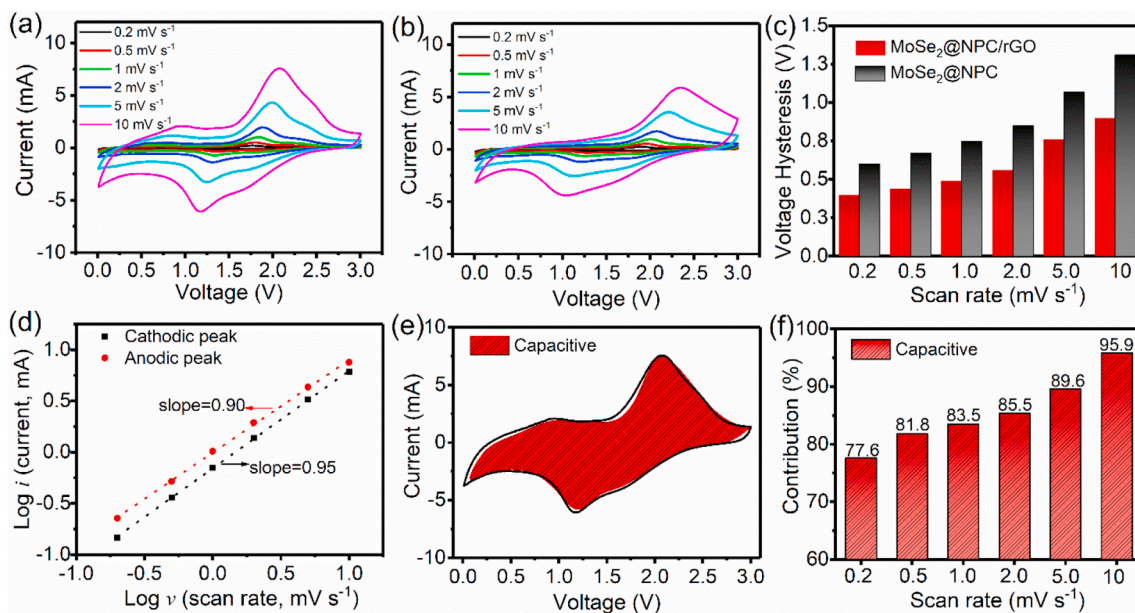 (a)
0.2 mV s⁻¹
0.5 mV s⁻¹
1 mV s⁻¹
2 mV s⁻¹
5 mV s⁻¹
10 mV s⁻¹
10
5
0
-5
-10
Current (mA)
0.0 0.5 1.0 1.5 2.0 2.5 3.0
Voltage (V)
(b)
0.2 mV s⁻¹
0.5 mV s⁻¹
1 mV s⁻¹
2 mV s⁻¹
5 mV s⁻¹
10 mV s⁻¹
10
5
0
-5
-10
Current (mA)
0.0 0.5 1.0 1.5 2.0 2.5 3.0
Voltage (V)
(c)
MoSe₂@NPC/rGO
MoSe₂@NPC
1.5
1.3
1.0
0.8
0.5
0.3
0.0
Voltage Hysteresis (V)
0.2 0.5 1.0 2.0 5.0 10
Scan rate (mV s⁻¹)
(d)
Cathodic peak
Anodic peak
slope=0.90
slope=0.95
1.0
0.5
0.0
-0.5
-1.0
Log i (current, mA)
-1.0 -0.5 0.0 0.5 1.0
Log v (scan rate, mV s⁻¹)
(e)
Capacitive
10
5
0
-5
-10
Current (mA)
0.0 0.5 1.0 1.5 2.0 2.5 3.0
Voltage (V)
(f)
Capacitive
77.6 81.8 83.5 85.5 89.6 95.9
100
90
80
70
60
Contribution (%)
0.2 0.5 1.0 2.0 5.0 10
Scan rate (mV s⁻¹)